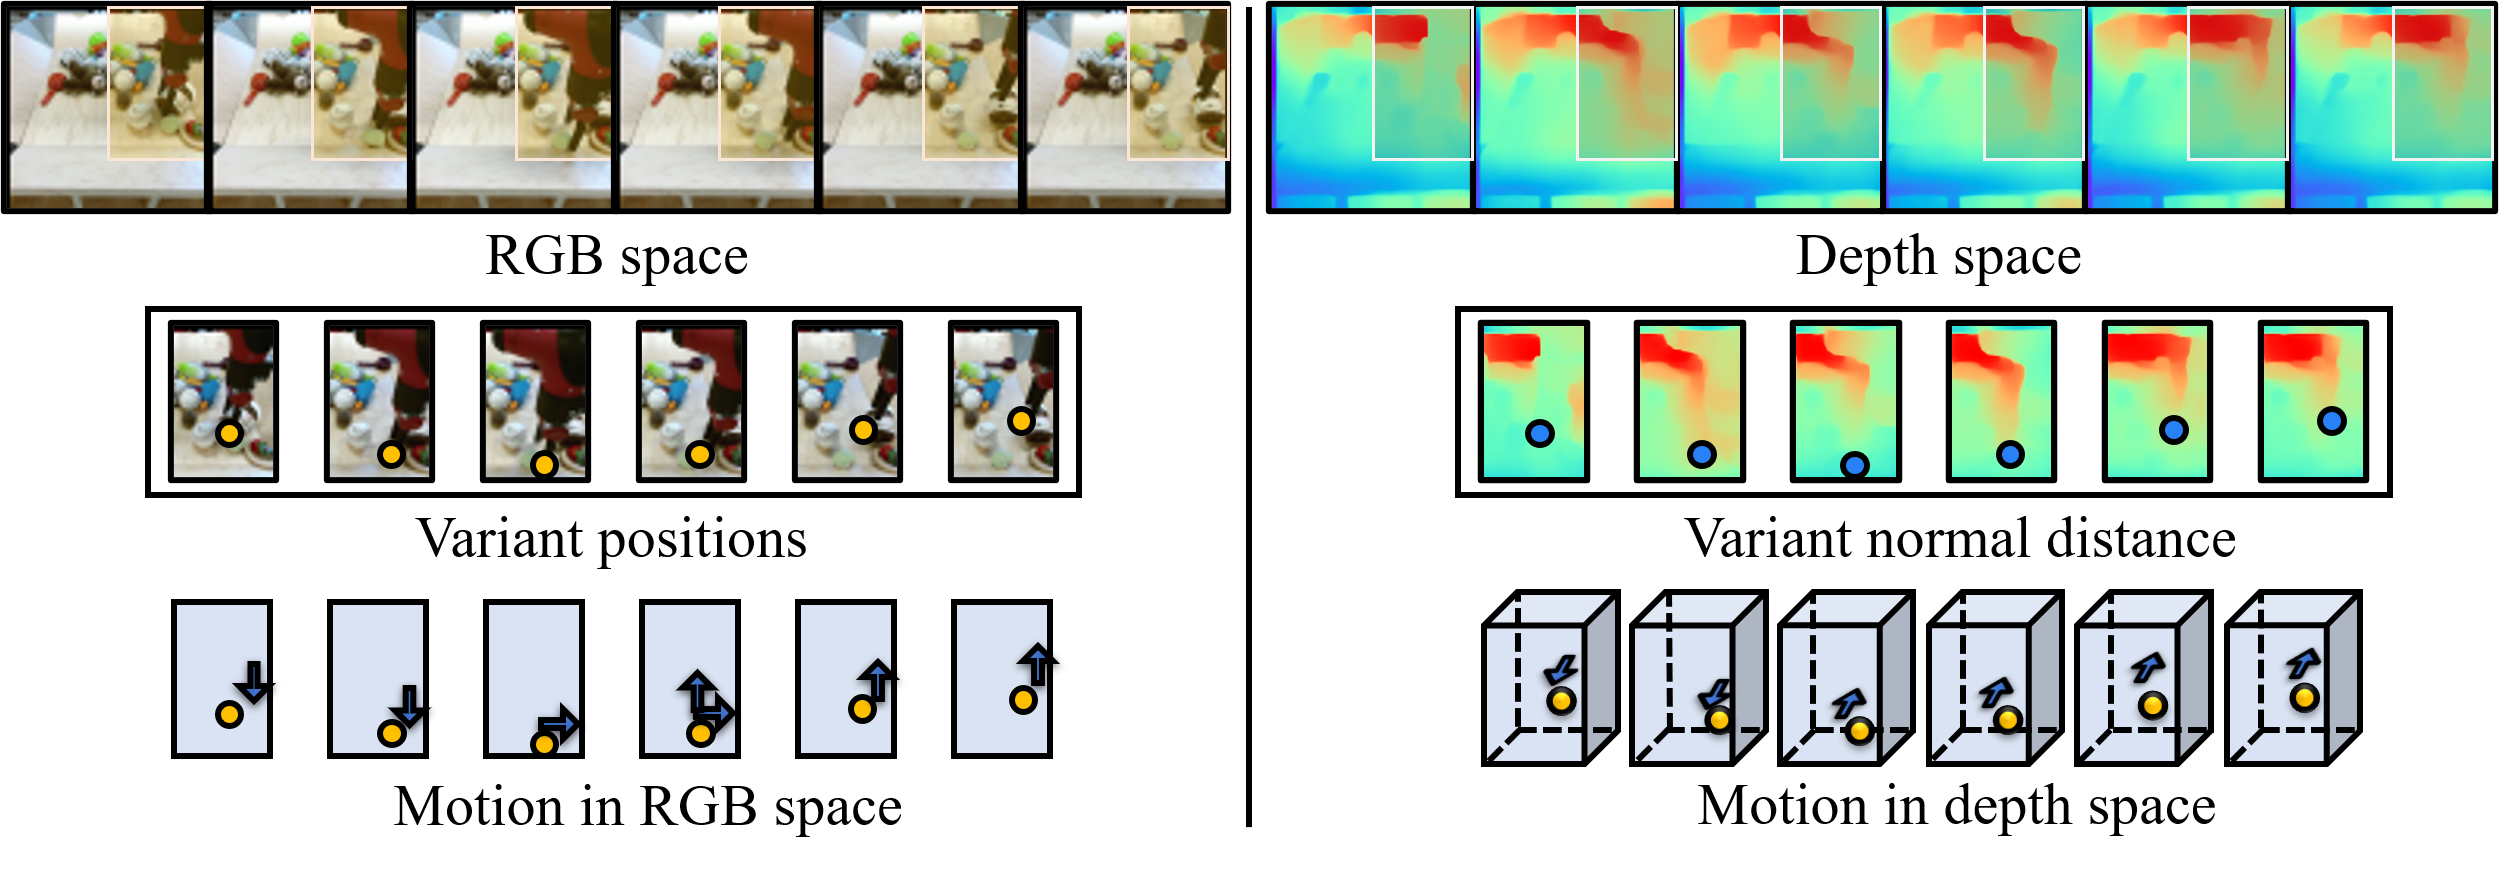 RGB space
Variant positions
Motion in RGB space
Depth space
Variant normal distance
Motion in depth space